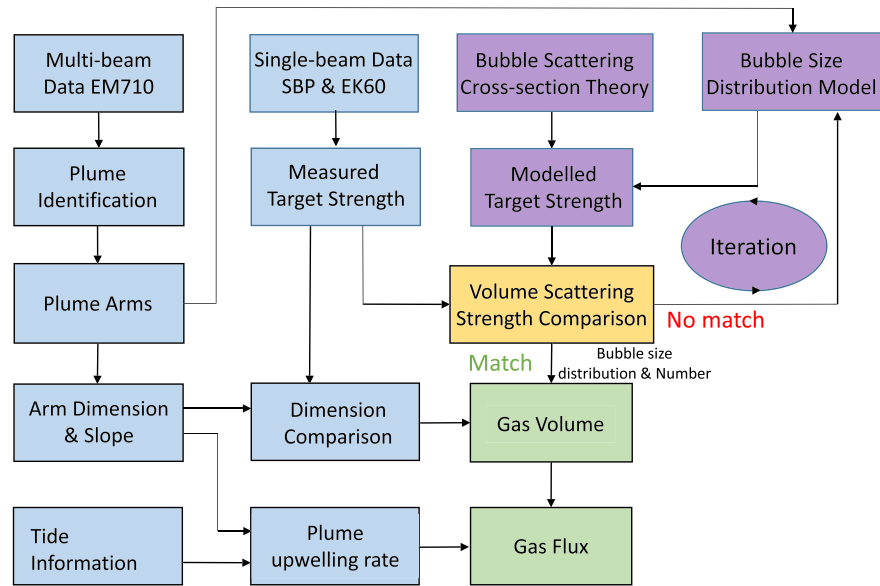 Multi-beam
Data EM710
Single-beam Data
SBP & EK60
Bubble Scattering
Cross-section Theory
Bubble Size
Distribution Model
Plume
Identification
Measured
Target Strength
Modelled
Target Strength
Iteration
Plume Arms
Volume Scattering
Strength Comparison
No match
Match
Bubble size
distribution & Number
Arm Dimension
& Slope
Dimension
Comparison
Gas Volume
Tide
Information
Plume
upwelling rate
Gas Flux